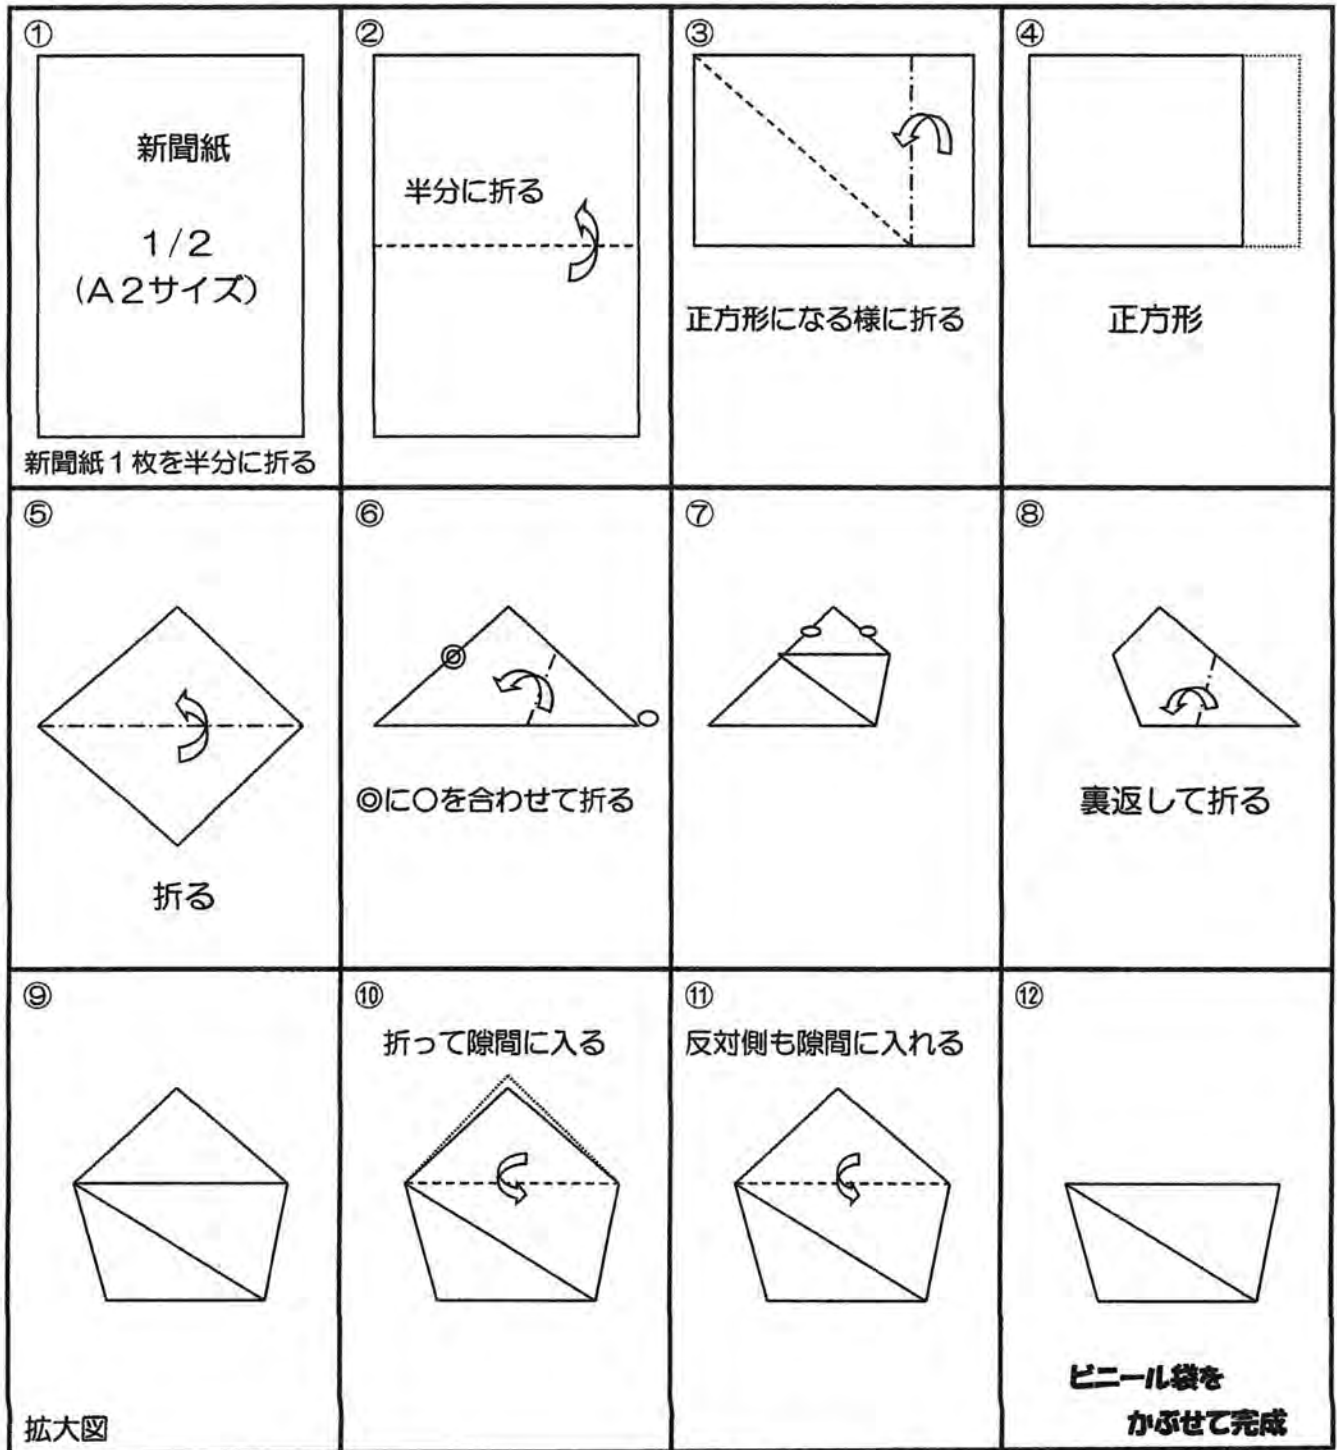 ①
新聞紙
1/2
(A2サイズ)
新聞紙1枚を半分に折る
②
半分に折る
③
正方形になる様に折る
④
正方形
⑤
折る
⑥
◎
○
◎に○を合わせて折る
⑦
⑧
裏返して折る
⑨
拡大図
⑩
折って隙間に入る
⑪
反対側も隙間に入れる
⑫
ビニール袋を
かぶせて完成